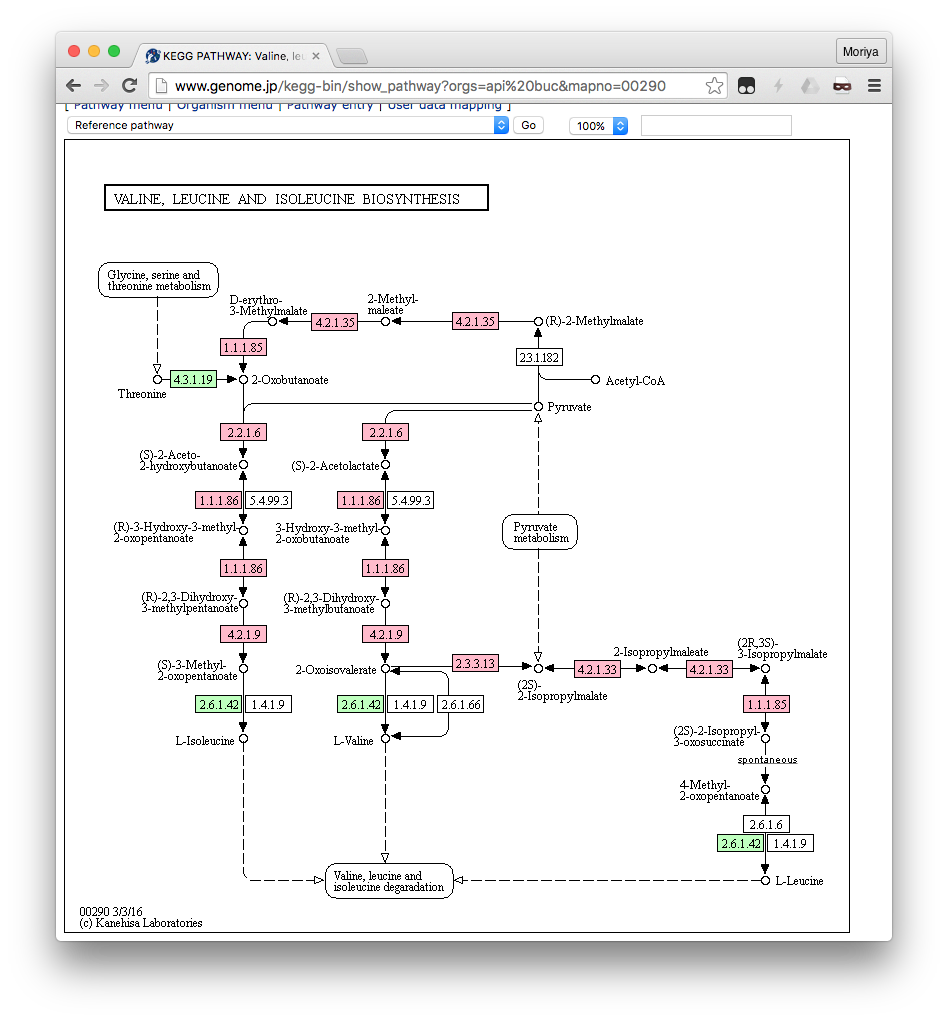 KEGG PATHWAY: Valine, leu
Moriya
www.genome.jp/kegg-bin/show_pathway?orgs=api%20buc&mapno=00290
[ Pathway menu | Organism menu | Pathway entry | User data mapping ]
Reference pathway
Go
100%
VALINE, LEUCINE AND ISOLEUCINE BIOSYNTHESIS
Glycine, serine and
threonine metabolism
D-erythro-
3-Methylmalate
4.2.1.35
2-Methyl-
maleate
4.2.1.35
(R)-2-Methylmalate
1.1.1.85
2.3.1.182
4.3.1.19
2-Oxobutanoate
Acetyl-CoA
Threonine
Pyruvate
2.2.1.6
2.2.1.6
(S)-2-Aceto-
2-hydroxybutanoate
(S)-2-Acetolactate
1.1.1.86
5.4.99.3
1.1.1.86
5.4.99.3
(R)-3-Hydroxy-3-methyl-
2-oxopentanoate
3-Hydroxy-3-methyl-
2-oxobutanoate
Pyruvate
metabolism
1.1.1.86
1.1.1.86
(R)-2,3-Dihydroxy-
3-methylpentanoate
(R)-2,3-Dihydroxy-
3-methylbutanoate
4.2.1.9
4.2.1.9
(S)-3-Methyl-
2-oxopentanoate
2-Oxoisovalerate
2.3.3.13
(2S)-
2-Isopropylmalate
4.2.1.33
2-Isopropylmaleate
4.2.1.33
(2R,3S)-
3-Isopropylmalate
2.6.1.42
1.4.1.9
2.6.1.42
1.4.1.9
2.6.1.66
1.1.1.85
L-Isoleucine
L-Valine
(2S)-2-Isopropyl-
3-oxosuccinate
spontaneous
4-Methyl-
2-oxopentanoate
2.6.1.6
2.6.1.42
1.4.1.9
Valine, leucine and
isoleucine degradation
L-Leucine
00290 3/3/16
(c) Kanehisa Laboratories